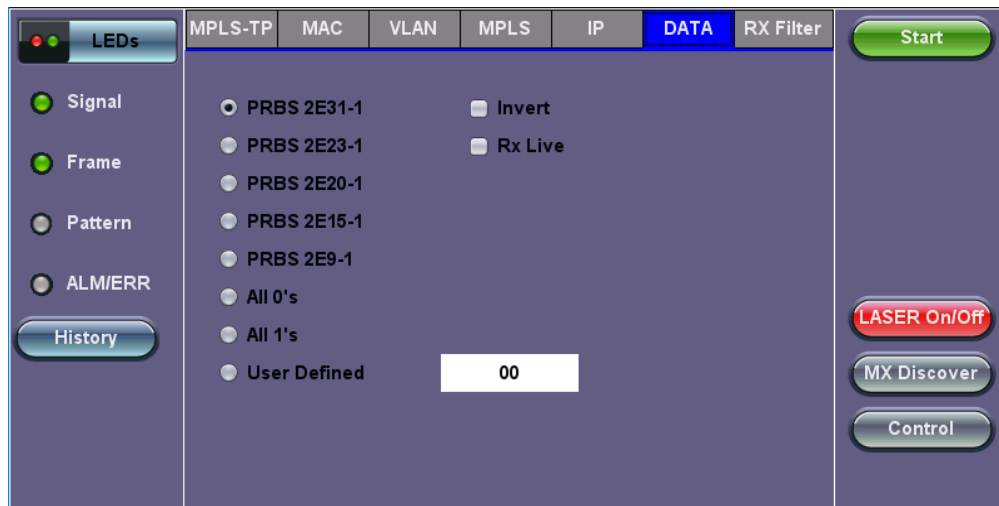 LEDs
MPLS-TP MAC VLAN MPLS IP DATA RX Filter
Start
Signal
Frame
Pattern
ALM/ERR
History
PRBS 2E31-1
PRBS 2E23-1
PRBS 2E20-1
PRBS 2E15-1
PRBS 2E9-1
All 0's
All 1's
User Defined 00
Invert
Rx Live
LASER On/Off
MX Discover
Control